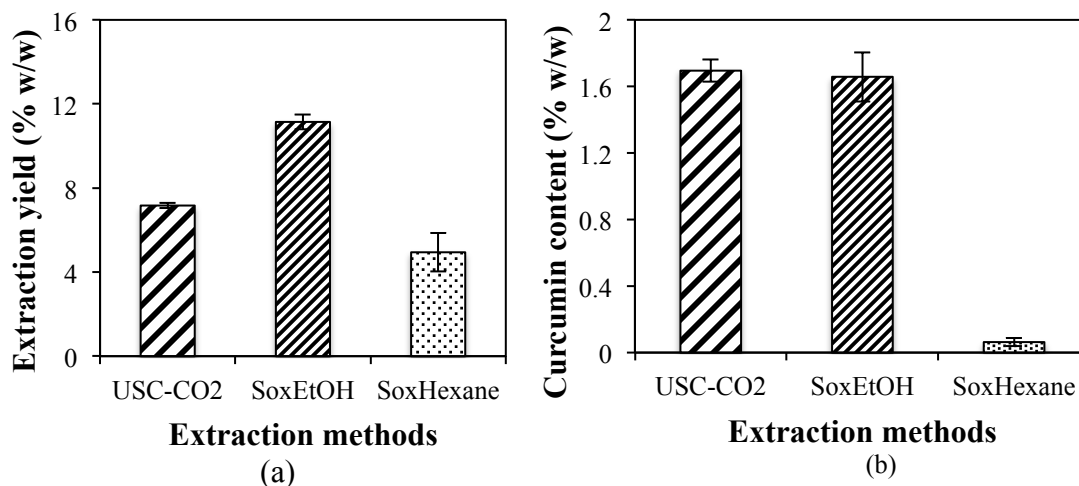 Extraction yield (% w/w)
16
12
8
4
0
USC-CO2 SoxEtOH SoxHexane
Extraction methods
(a)
Curcumin content (% w/w)
2
1.6
1.2
0.8
0.4
0
USC-CO2 SoxEtOH SoxHexane
Extraction methods
(b)